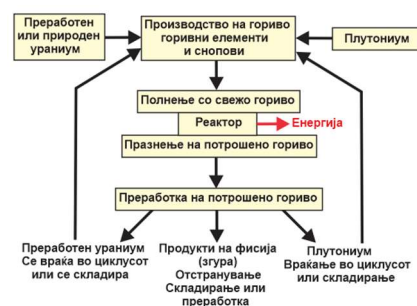 Преработен
или природен
ураниум
Производство на гориво
горивни елементи
и снопови
Плутониум
Полнење со свежо гориво
Реактор
Енергија
Празнење на потрошено гориво
Преработка на потрошено гориво
Преработен ураниум
Се враќа во циклусот
или се складира
Продукти на фисија
(згура)
Отстранување
Складирање или
преработка
Плутониум
Враќање во циклусот
или складирање